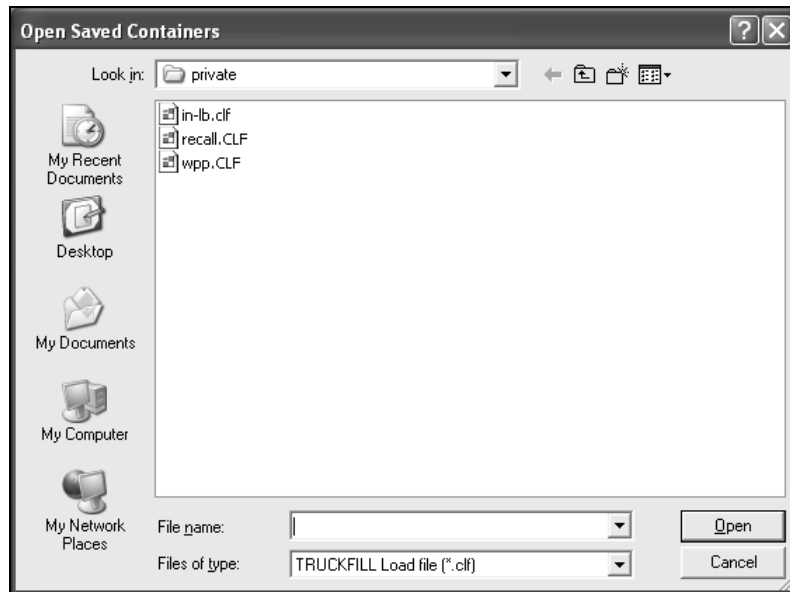 Open Saved Containers
Look in: private
in-lb.clf
recall.CLF
wpp.CLF
My Recent
Documents
Desktop
My Documents
My Computer
My Network
Places
File name:
Open
Files of type: TRUCKFILL Load file (*.clf)
Cancel